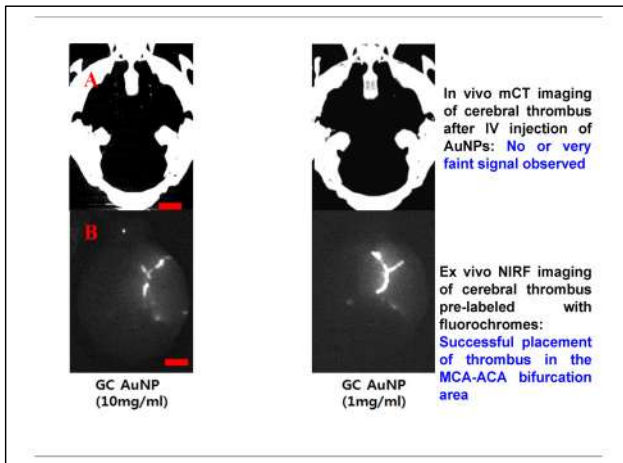 A
In vivo mCT imaging
of cerebral thrombus
after IV injection of
AuNPs: No or very
faint signal observed
B
Ex vivo NIRF imaging
of cerebral thrombus
pre-labeled with
fluorochromes:
Successful placement
of thrombus in the
MCA-ACA bifurcation
area
GC AuNP
(10mg/ml)
GC AuNP
(1mg/ml)